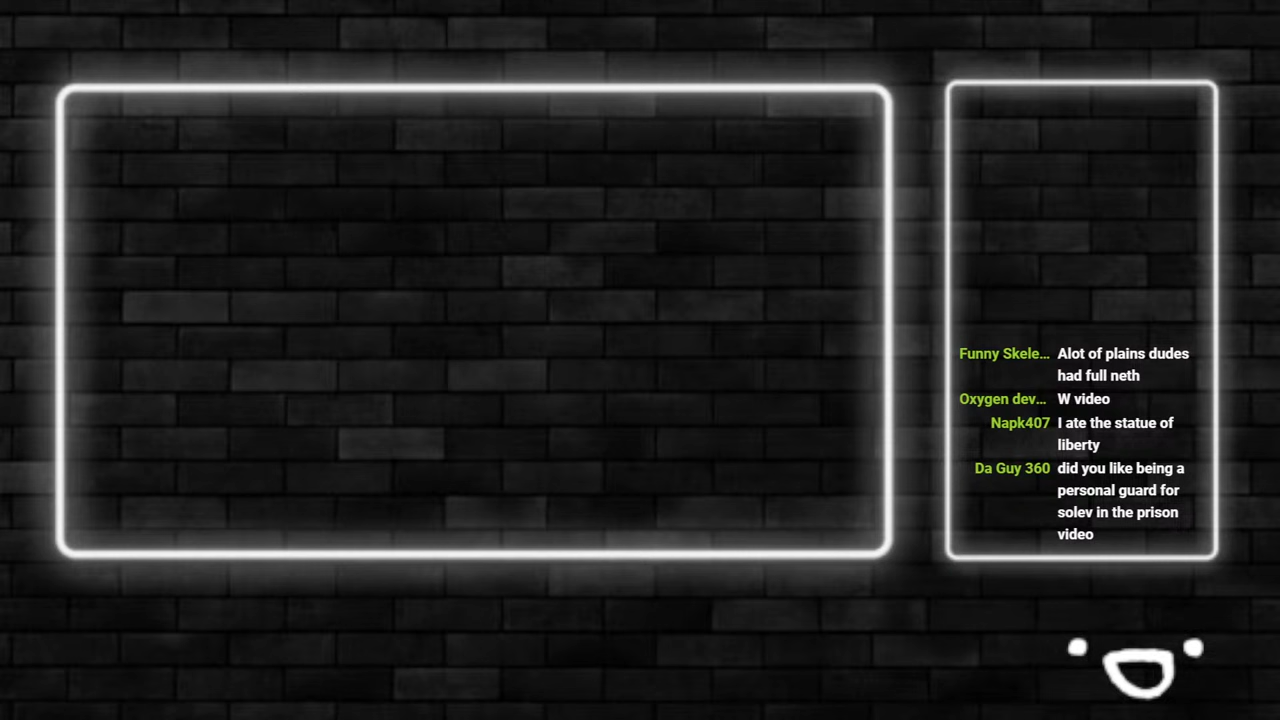 Funny Skele... Alot of plains dudes
had full neth
Oxygen dev... W video
Napk407 I ate the statue of
liberty
Da Guy 360 did you like being a
personal guard for
solev in the prison
video